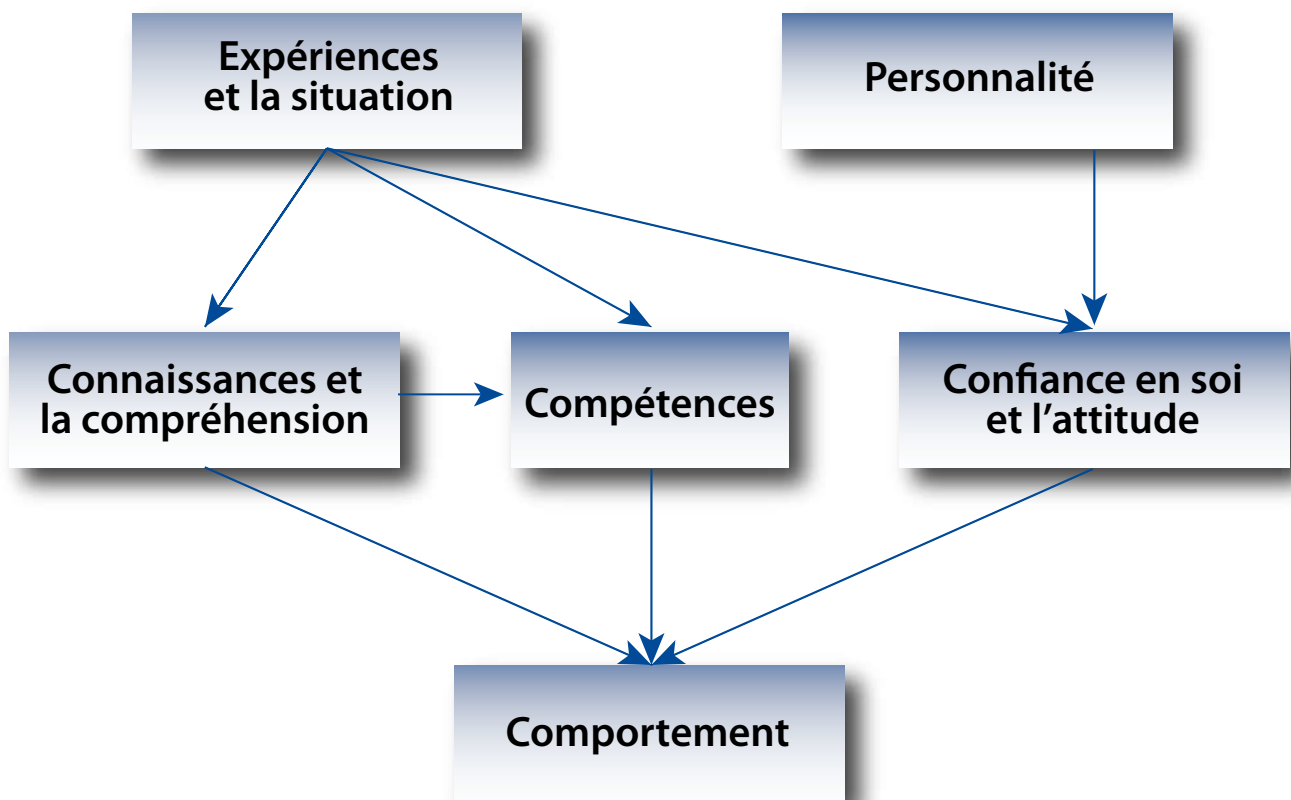 Expériences
et la situation
Personnalité
Connaissances et
la compréhension
Compétences
Confiance en soi
et l’attitude
Comportement